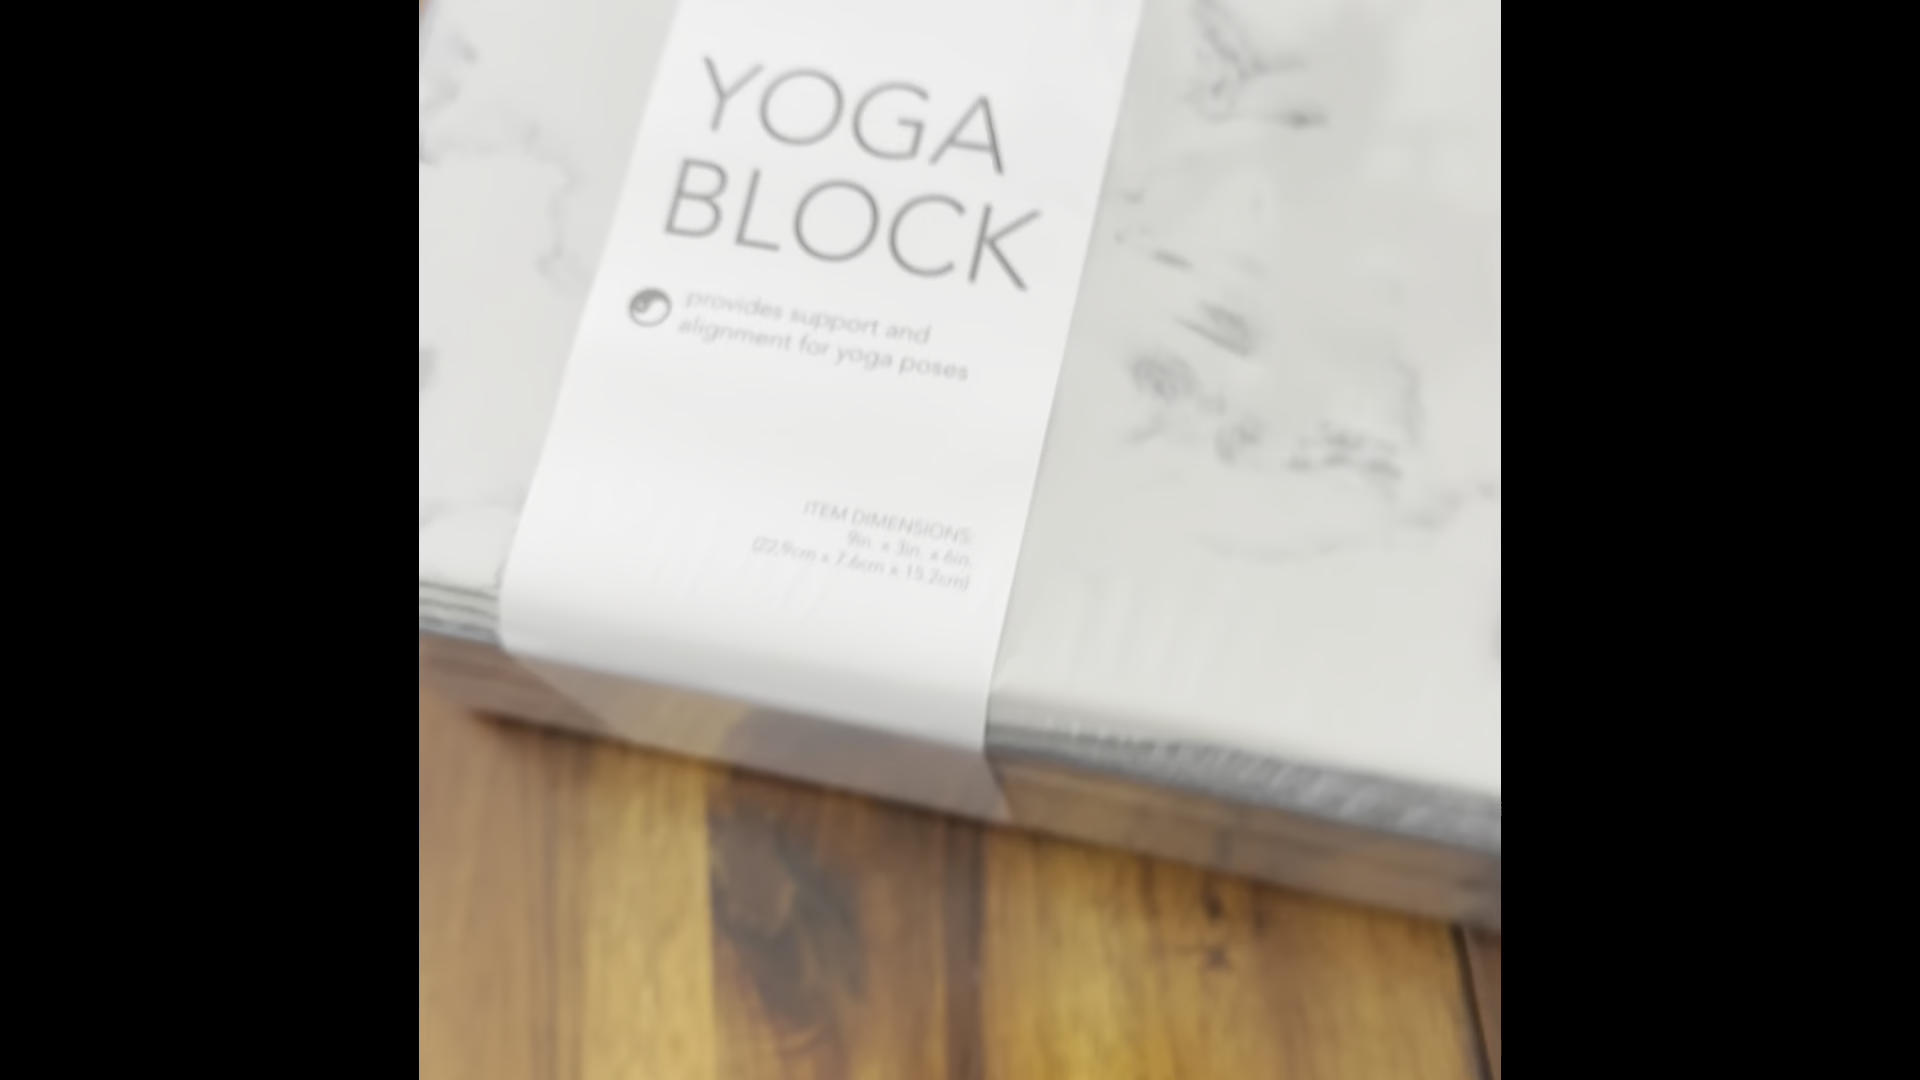 YOGA
BLOCK
provides support and
alignment for yoga poses
ITEM DIMENSIONS:
9in. x 3in. x 6in.
(22.9cm x 7.6cm x 15.2cm)